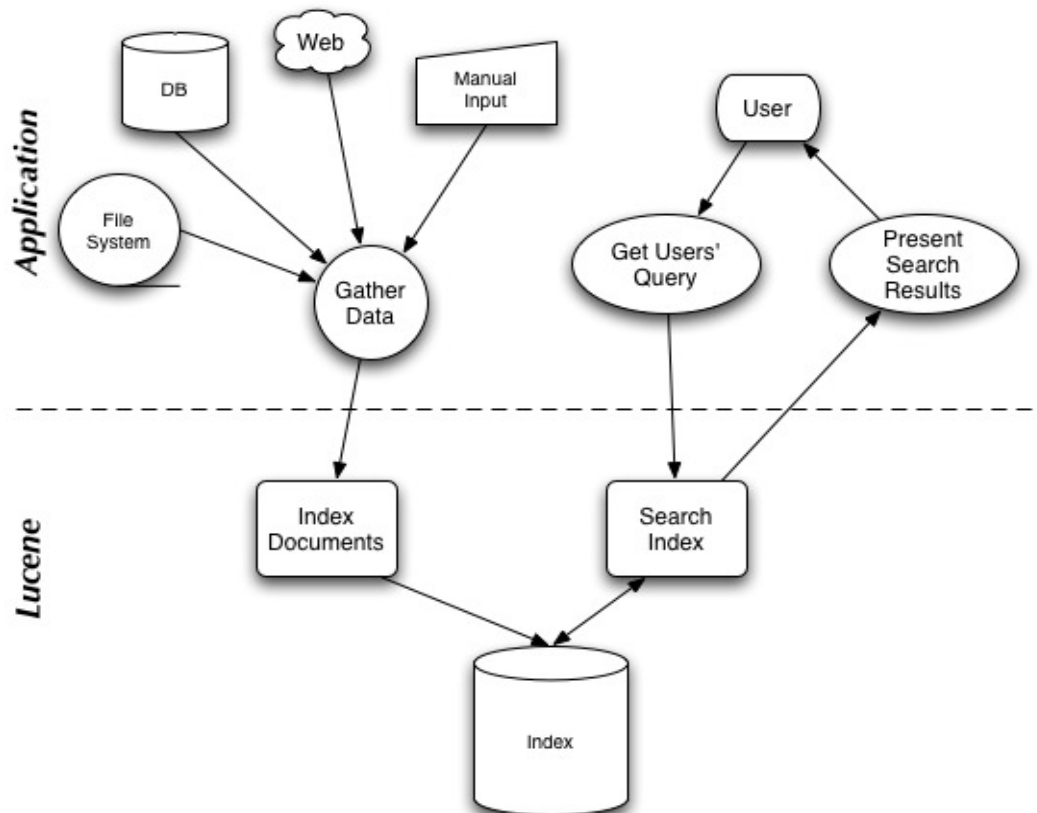 Application
Web
DB
Manual
Input
User
File
System
Gather
Data
Get Users'
Query
Present
Search
Results
Lucene
Index
Documents
Search
Index
Index